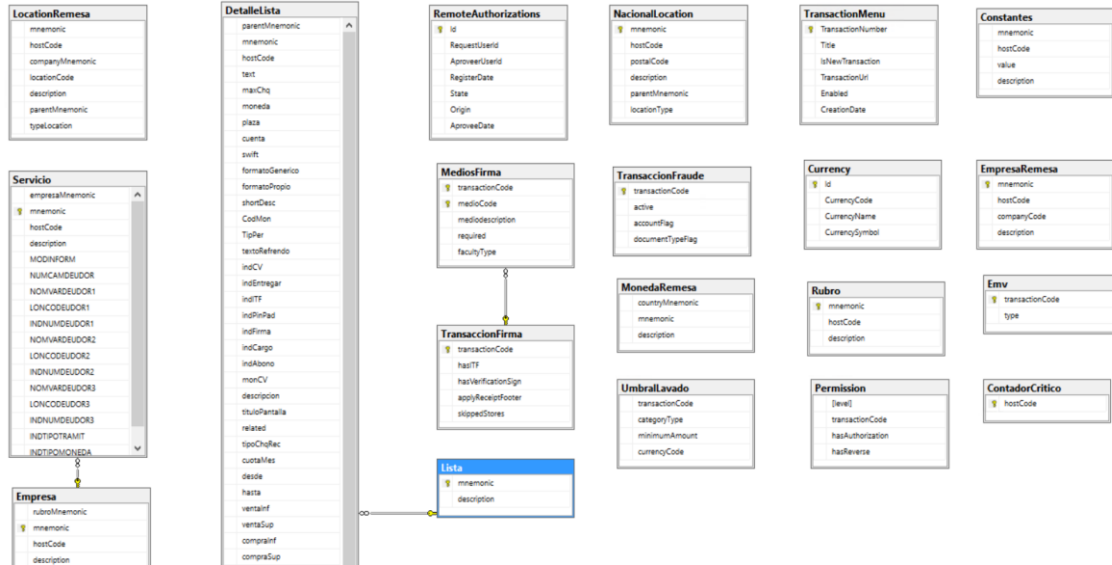 LocationRemesa
mnemonic
hostCode
companyMnemonic
locationCode
description
parentMnemonic
typeLocation
Servicio
empresaMnemonic
mnemonic
hostCode
description
MODINFORM
NUMCAMDEUDOR
NOMVARDEUDOR1
LONCODEUDOR1
INDNUMDEUDOR1
NOMVARDEUDOR2
LONCODEUDOR2
INDNUMDEUDOR2
NOMVARDEUDOR3
LONCODEUDOR3
INDNUMDEUDOR3
INDTIPOTRAMIT
INDTIPOMONEDA
Empresa
rubroMnemonic
mnemonic
hostCode
description
DetalleLista
parentMnemonic
mnemonic
hostCode
text
maxChq
moneda
plaza
cuenta
swift
formatoGenerico
formatoPropio
shortDesc
CodMon
TipPer
textoRefrendo
indCV
indEntregar
indITF
indPinPad
indFirma
indCargo
indAbono
monCV
descripcion
tituloPantalla
related
tipoChqRec
cuotaMes
desde
hasta
ventaInf
ventaSup
compraInf
compraSup
RemoteAuthorizations
Id
RequestUserId
AproveerUserId
RegisterDate
State
Origin
AproveeDate
MediosFirma
transactionCode
medioCode
mediodescription
required
facultyType
TransaccionFirma
transactionCode
hasITF
hasVerificationSign
applyReceiptFooter
skippedStores
Lista
mnemonic
description
NacionalLocation
mnemonic
hostCode
postalCode
description
parentMnemonic
locationType
TransaccionFraude
transactionCode
active
accountFlag
documentTypeFlag
MonedaRemesa
countryMnemonic
mnemonic
description
UmbralLavado
transactionCode
categoryType
minimumAmount
currencyCode
TransactionMenu
TransactionNumber
Title
IsNewTransaction
TransactionUrl
Enabled
CreationDate
Currency
Id
CurrencyCode
CurrencyName
CurrencySymbol
Rubro
mnemonic
hostCode
description
Permission
[level]
transactionCode
hasAuthorization
hasReverse
Constantes
mnemonic
hostCode
value
description
EmpresaRemesa
mnemonic
hostCode
companyCode
description
Emv
transactionCode
type
ContadorCritico
hostCode